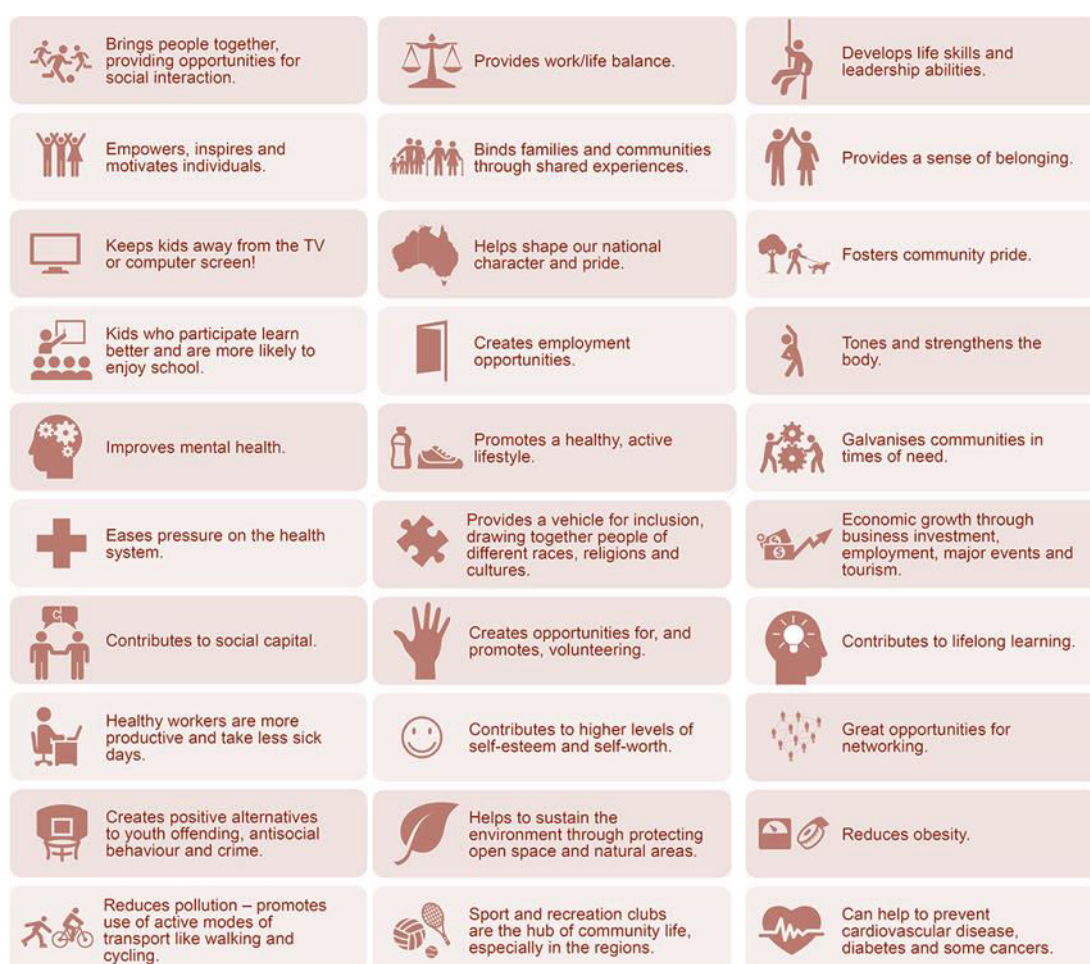 Brings people together,
providing opportunities for
social interaction.
Provides work/life balance.
Develops life skills and
leadership abilities.
Empowers, inspires and
motivates individuals.
Binds families and communities
through shared experiences.
Provides a sense of belonging.
Keeps kids away from the TV
or computer screen!
Helps shape our national
character and pride.
Fosters community pride.
Kids who participate learn
better and are more likely to
enjoy school.
Creates employment
opportunities.
Tones and strengthens the
body.
Improves mental health.
Promotes a healthy, active
lifestyle.
Galvanises communities in
times of need.
Eases pressure on the health
system.
Provides a vehicle for inclusion,
drawing together people of
different races, religions and
cultures.
Economic growth through
business investment,
employment, major events and
tourism.
Contributes to social capital.
Creates opportunities for, and
promotes, volunteering.
Contributes to lifelong learning.
Healthy workers are more
productive and take less sick
days.
Contributes to higher levels of
self-esteem and self-worth.
Great opportunities for
networking.
Creates positive alternatives
to youth offending, antisocial
behaviour and crime.
Helps to sustain the
environment through protecting
open space and natural areas.
Reduces obesity.
Reduces pollution – promotes
use of active modes of
transport like walking and
cycling.
Sport and recreation clubs
are the hub of community life,
especially in the regions.
Can help to prevent
cardiovascular disease,
diabetes and some cancers.